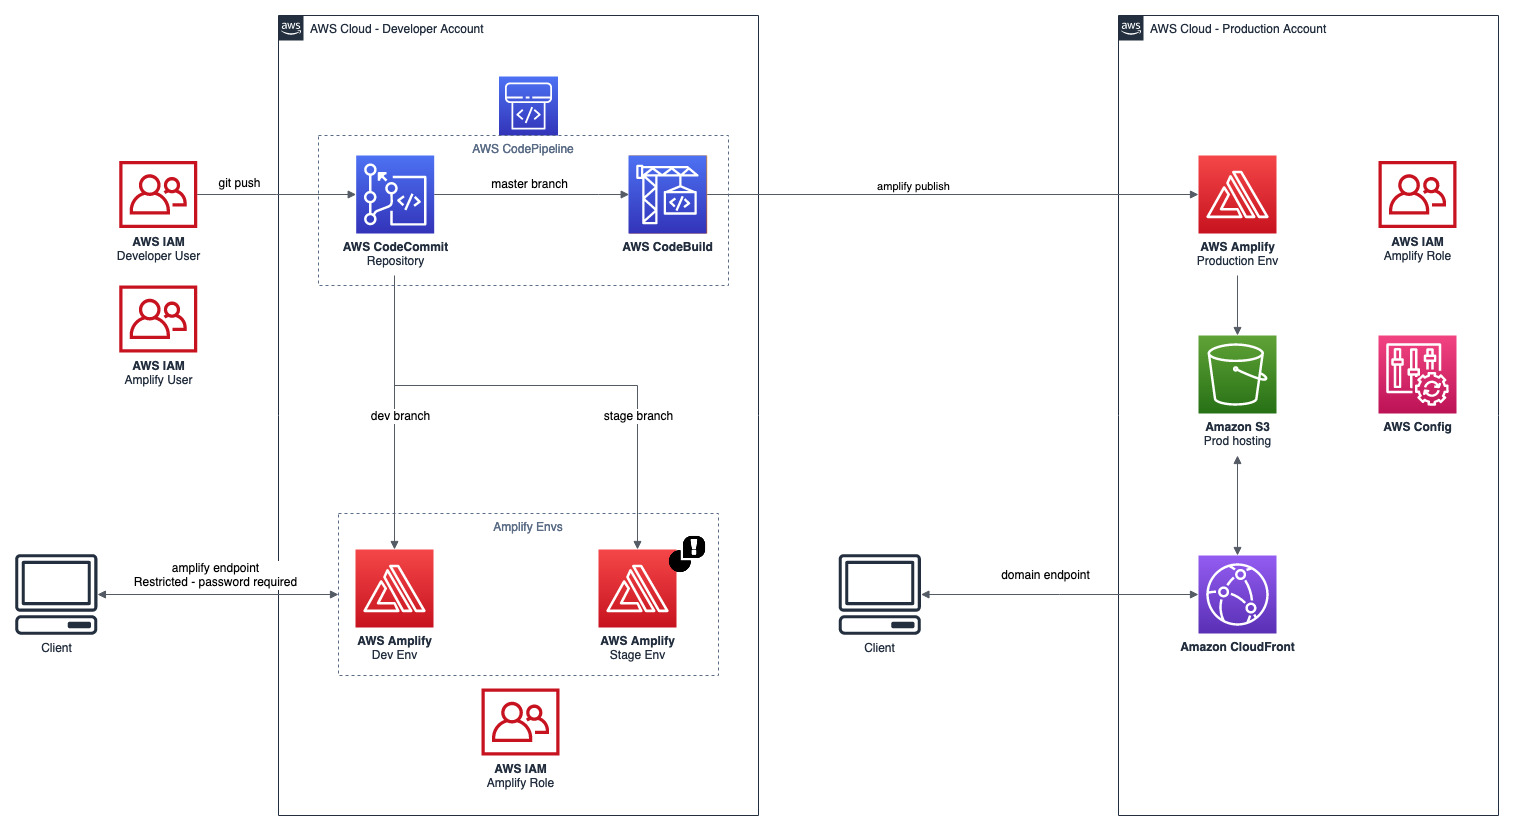 aws
AWS Cloud - Developer Account
aws
AWS Cloud - Production Account
AWS CodePipeline
git push
master branch
amplify publish
AWS IAM
Developer User
AWS CodeCommit
Repository
AWS CodeBuild
AWS Amplify
Production Env
AWS IAM
Amplify Role
AWS IAM
Amplify User
dev branch
stage branch
Amazon S3
Prod hosting
AWS Config
Amplify Envs
!
amplify endpoint
Restricted - password required
domain endpoint
Client
AWS Amplify
Dev Env
AWS Amplify
Stage Env
Client
Amazon CloudFront
AWS IAM
Amplify Role